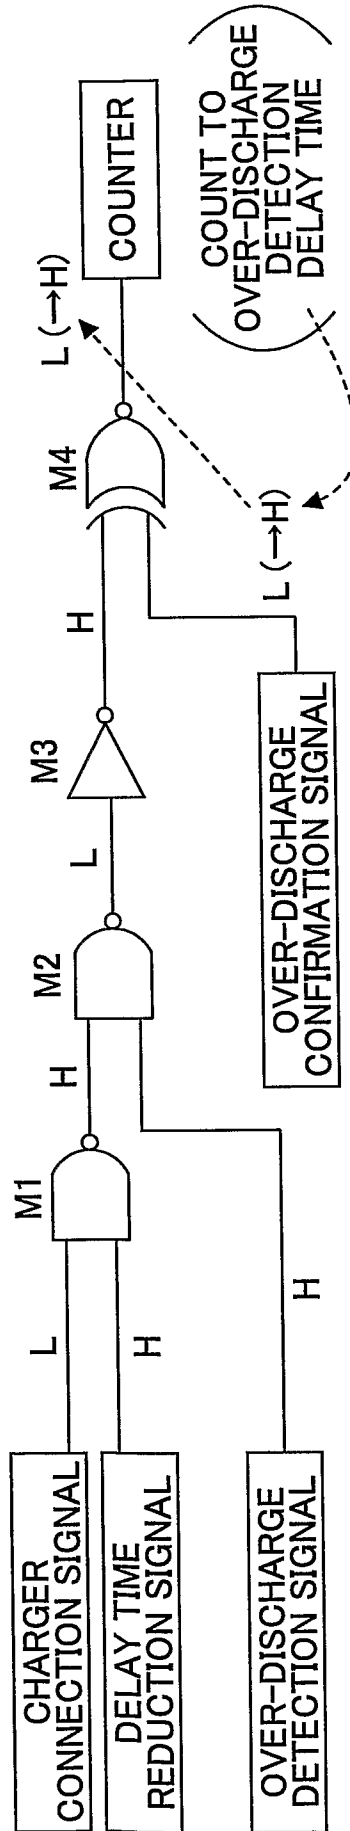 CHARGER
CONNECTION SIGNAL
DELAY TIME
REDUCTION SIGNAL
OVER-DISCHARGE
DETECTION SIGNAL
L
H
H
M1
H
M2
L
M3
H
OVER-DISCHARGE
CONFIRMATION SIGNAL
L (→H)
M4
L (→H)
COUNTER
COUNT TO
OVER-DISCHARGE
DETECTION
DELAY TIME